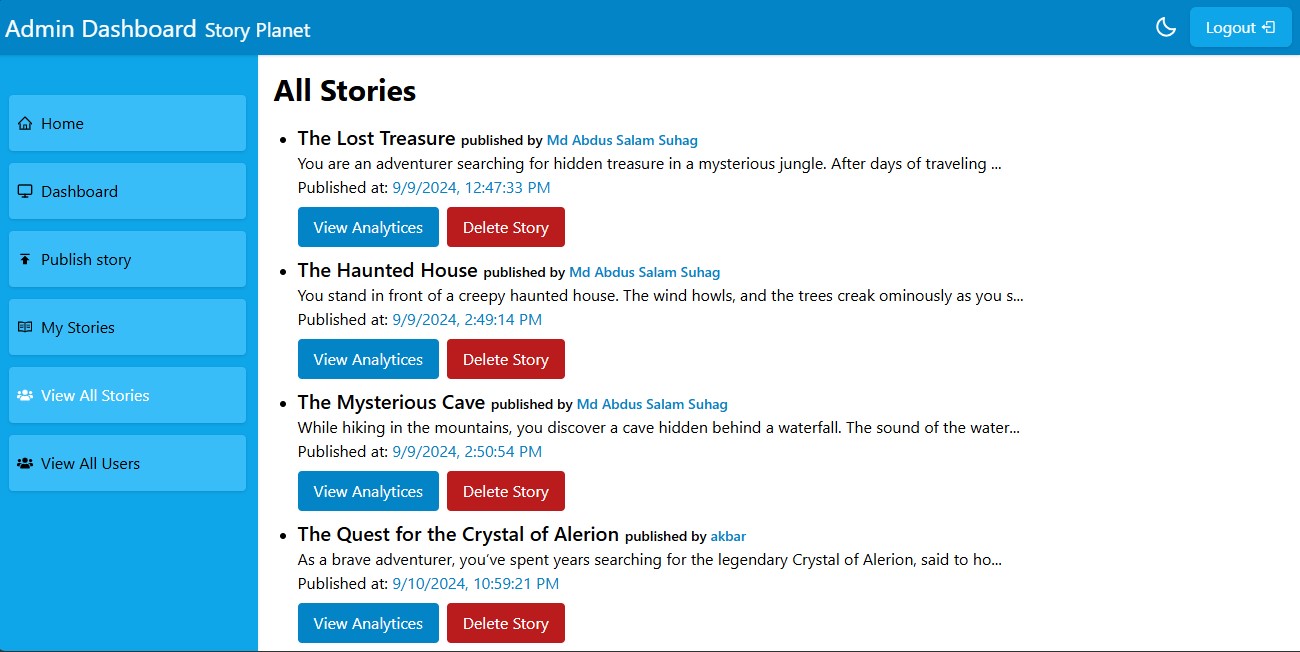 Admin Dashboard Story Planet
Logout
Home
Dashboard
Publish story
My Stories
View All Stories
View All Users
All Stories
The Lost Treasure published by Md Abdus Salam Suhag
You are an adventurer searching for hidden treasure in a mysterious jungle. After days of traveling ...
Published at: 9/9/2024, 12:47:33 PM
View Analytices Delete Story
The Haunted House published by Md Abdus Salam Suhag
You stand in front of a creepy haunted house. The wind howls, and the trees creak ominously as you s...
Published at: 9/9/2024, 2:49:14 PM
View Analytices Delete Story
The Mysterious Cave published by Md Abdus Salam Suhag
While hiking in the mountains, you discover a cave hidden behind a waterfall. The sound of the water...
Published at: 9/9/2024, 2:50:54 PM
View Analytices Delete Story
The Quest for the Crystal of Alerion published by akbar
As a brave adventurer, you’ve spent years searching for the legendary Crystal of Alerion, said to ho...
Published at: 9/10/2024, 10:59:21 PM
View Analytices Delete Story